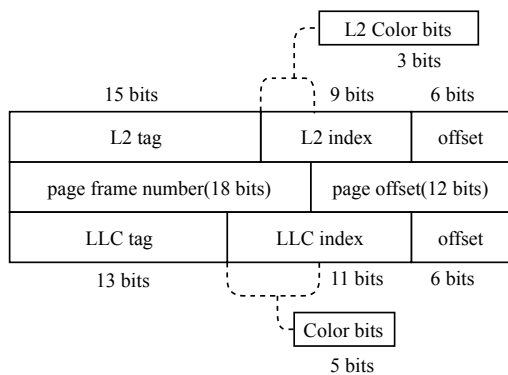 L2 Color bits
3 bits
15 bits 9 bits 6 bits
L2 tag L2 index offset
page frame number(18 bits) page offset(12 bits)
LLC tag LLC index offset
13 bits 11 bits 6 bits
Color bits
5 bits